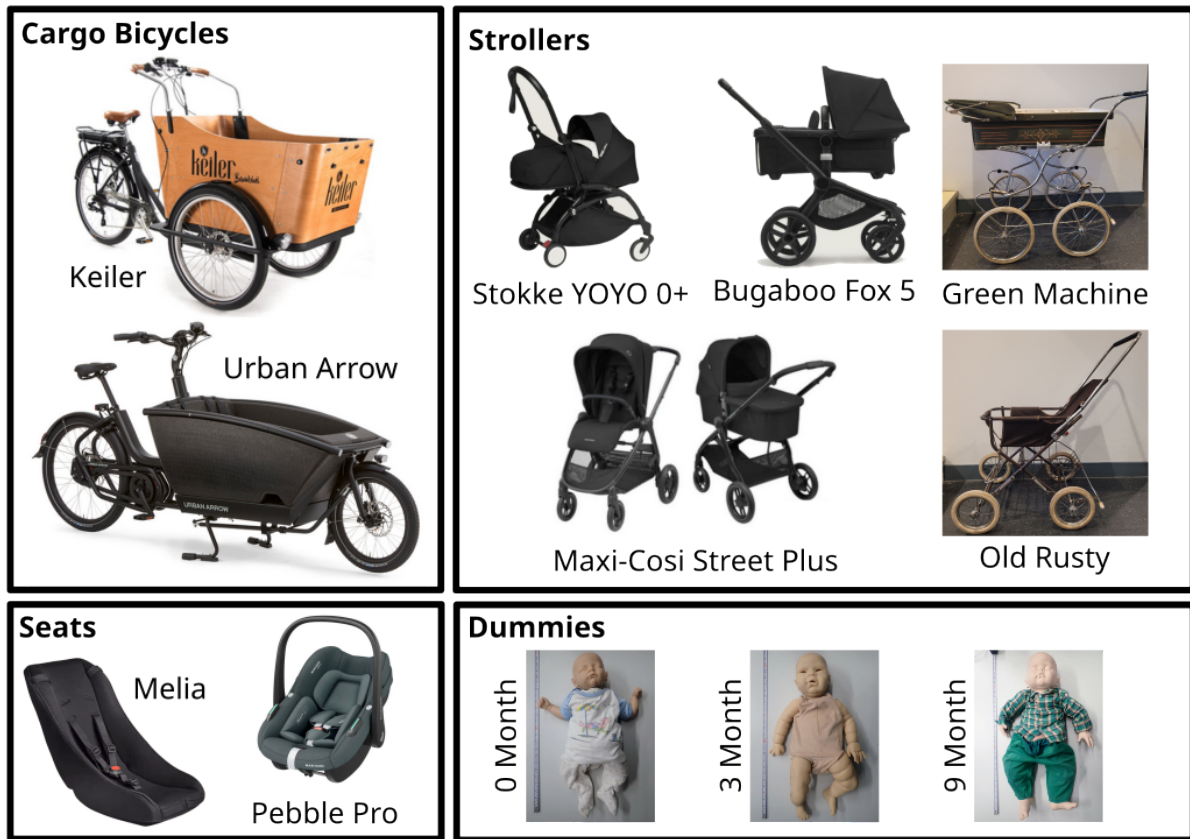 Cargo Bicycles
keiler
keiler
Keiler
Urban Arrow
URBAN ARROW
Strollers
Stokke YOYO 0+
Bugaboo Fox 5
Green Machine
Maxi-Cosi Street Plus
Old Rusty
Seats
Melia
Pebble Pro
Dummies
0 Month
3 Month
9 Month